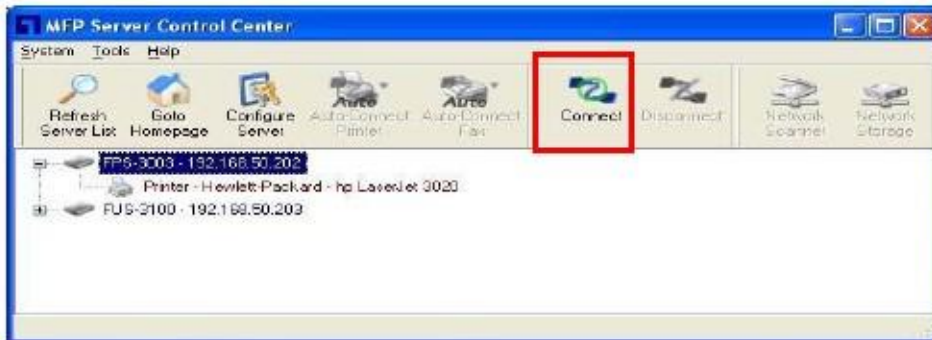 MFP Server Control Center
System Tools Help
Refresh Server List
Goto Homepage
Configure Server
Auto-Connect Printer
Auto-Connect Fax
Connect
Disconnect
Network Scanner
Network Storage
FPS-3003 - 192.168.50.202
Printer - Hewlett-Packard - hp LaserJet 3020
FUS-3100 - 192.168.50.203